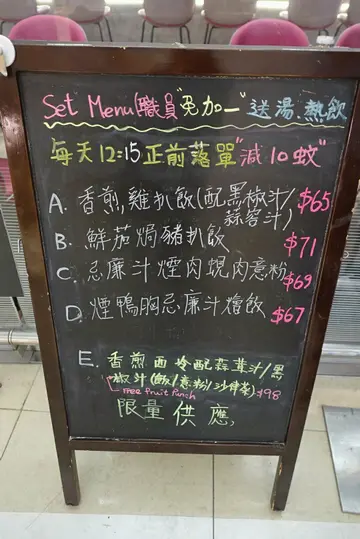 Set Menu(職員"免加一"送湯.熱飲
每天12:15正前落單"減10蚊"
A. 香煎雞扒飯(配黑椒汁/蒜蓉汁) $65
B. 鮮茄焗豬扒飯 $71
C. 忌廉汁煙肉蜆肉意粉 $69
D. 煙鴨胸忌廉汁燴飯 $67
E. 香煎西冷配蒜蓉汁/黑
椒汁(飯/意粉/沙律菜) $98
Free Fruit Punch
限量供應,